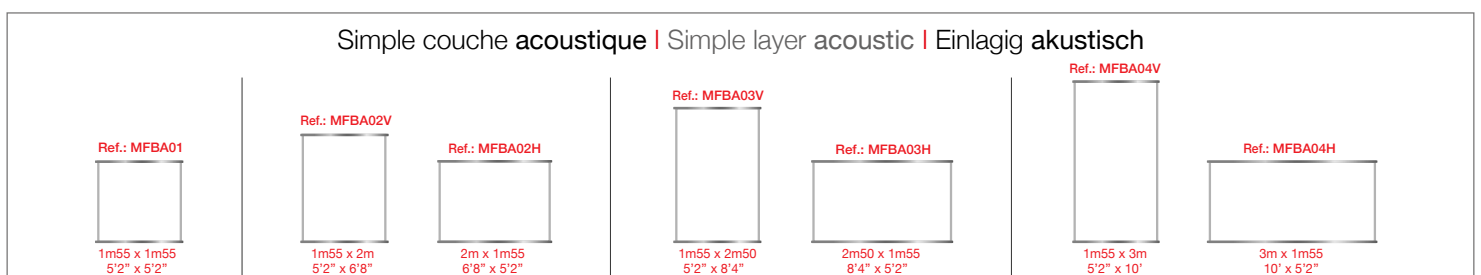 Simple couche acoustique | Simple layer acoustic | Einlagig akustisch
Ref.: MFBA01
1m55 x 1m55
5'2” x 5'2”
Ref.: MFBA02V
1m55 x 2m
5'2” x 6'8”
Ref.: MFBA02H
2m x 1m55
6'8” x 5'2”
Ref.: MFBA03V
1m55 x 2m50
5'2” x 8'4”
Ref.: MFBA03H
2m50 x 1m55
8'4” x 5'2”
Ref.: MFBA04V
1m55 x 3m
5'2” x 10'
Ref.: MFBA04H
3m x 1m55
10' x 5'2”